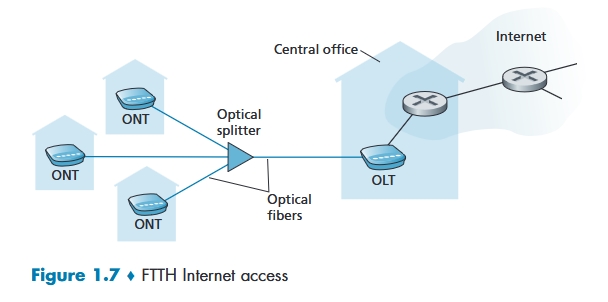 Internet
Central office
ONT
Optical
splitter
ONT
OLT
Optical
fibers
ONT
Figure 1.7 ♦ FTTH Internet access